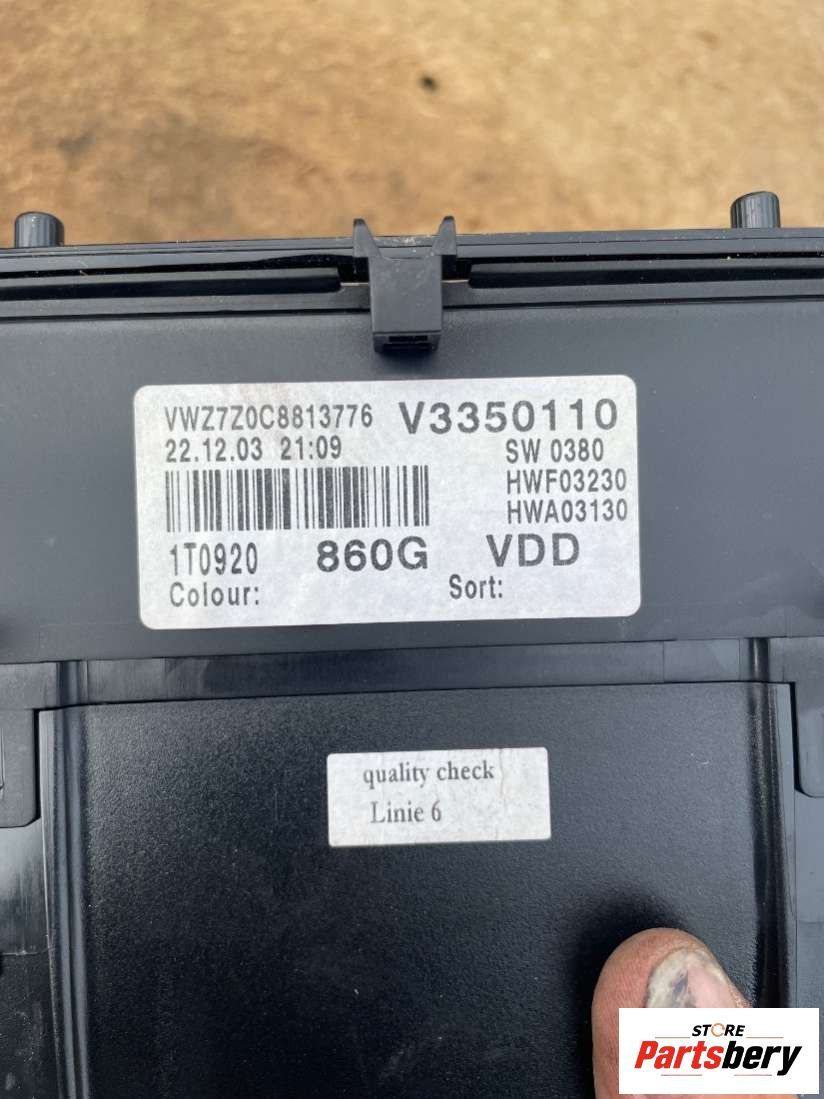 VWZ7Z0C8813776 V3350110
22.12.03 21:09 SW 0380
HWF03230
HWA03130
1T0920 860G VDD
Colour: Sort:
quality check
Linie 6
STORE
Partsbery